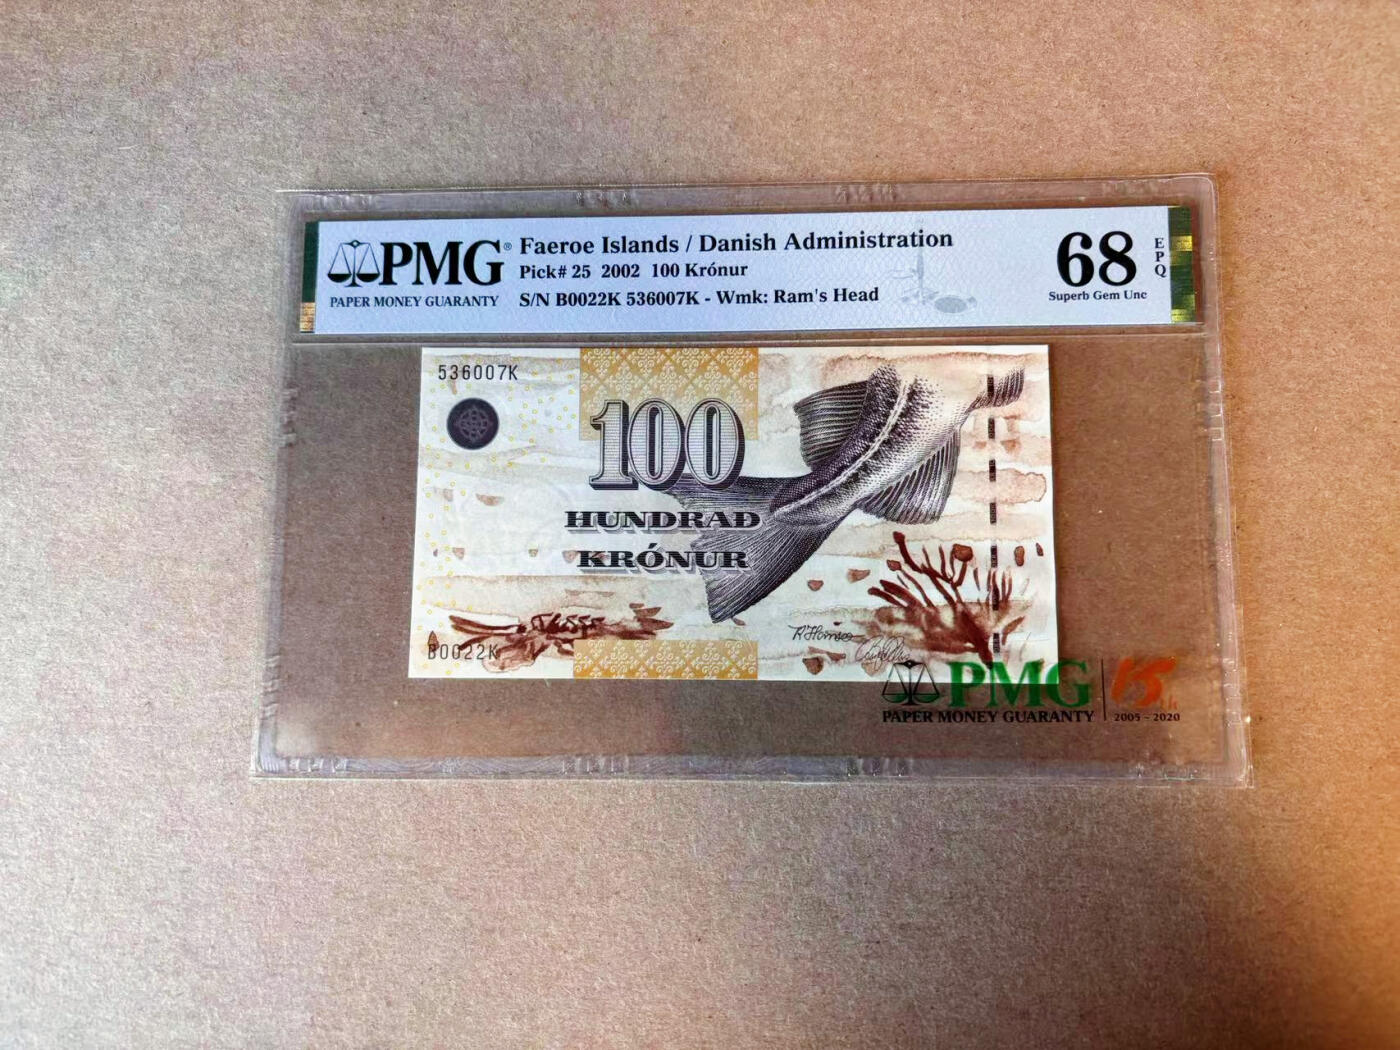 PMG®
PAPER MONEY GUARANTY
Faeroe Islands / Danish Administration
Pick# 25 2002 100 Krónur
S/N B0022K 536007K - Wmk: Ram's Head
68
EPQ
Superb Gem Unc
536007K
100
HUNDRAÐ
KRÓNUR
B0022K
PMG
PAPER MONEY GUARANTY
15th
2005 - 2020